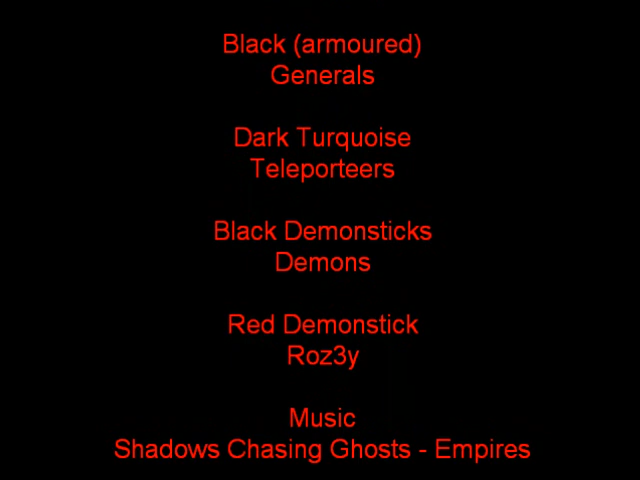 Black (armoured)
Generals
Dark Turquoise
Teleporteers
Black Demonsticks
Demons
Red Demonstick
Roz3y
Music
Shadows Chasing Ghosts - Empires